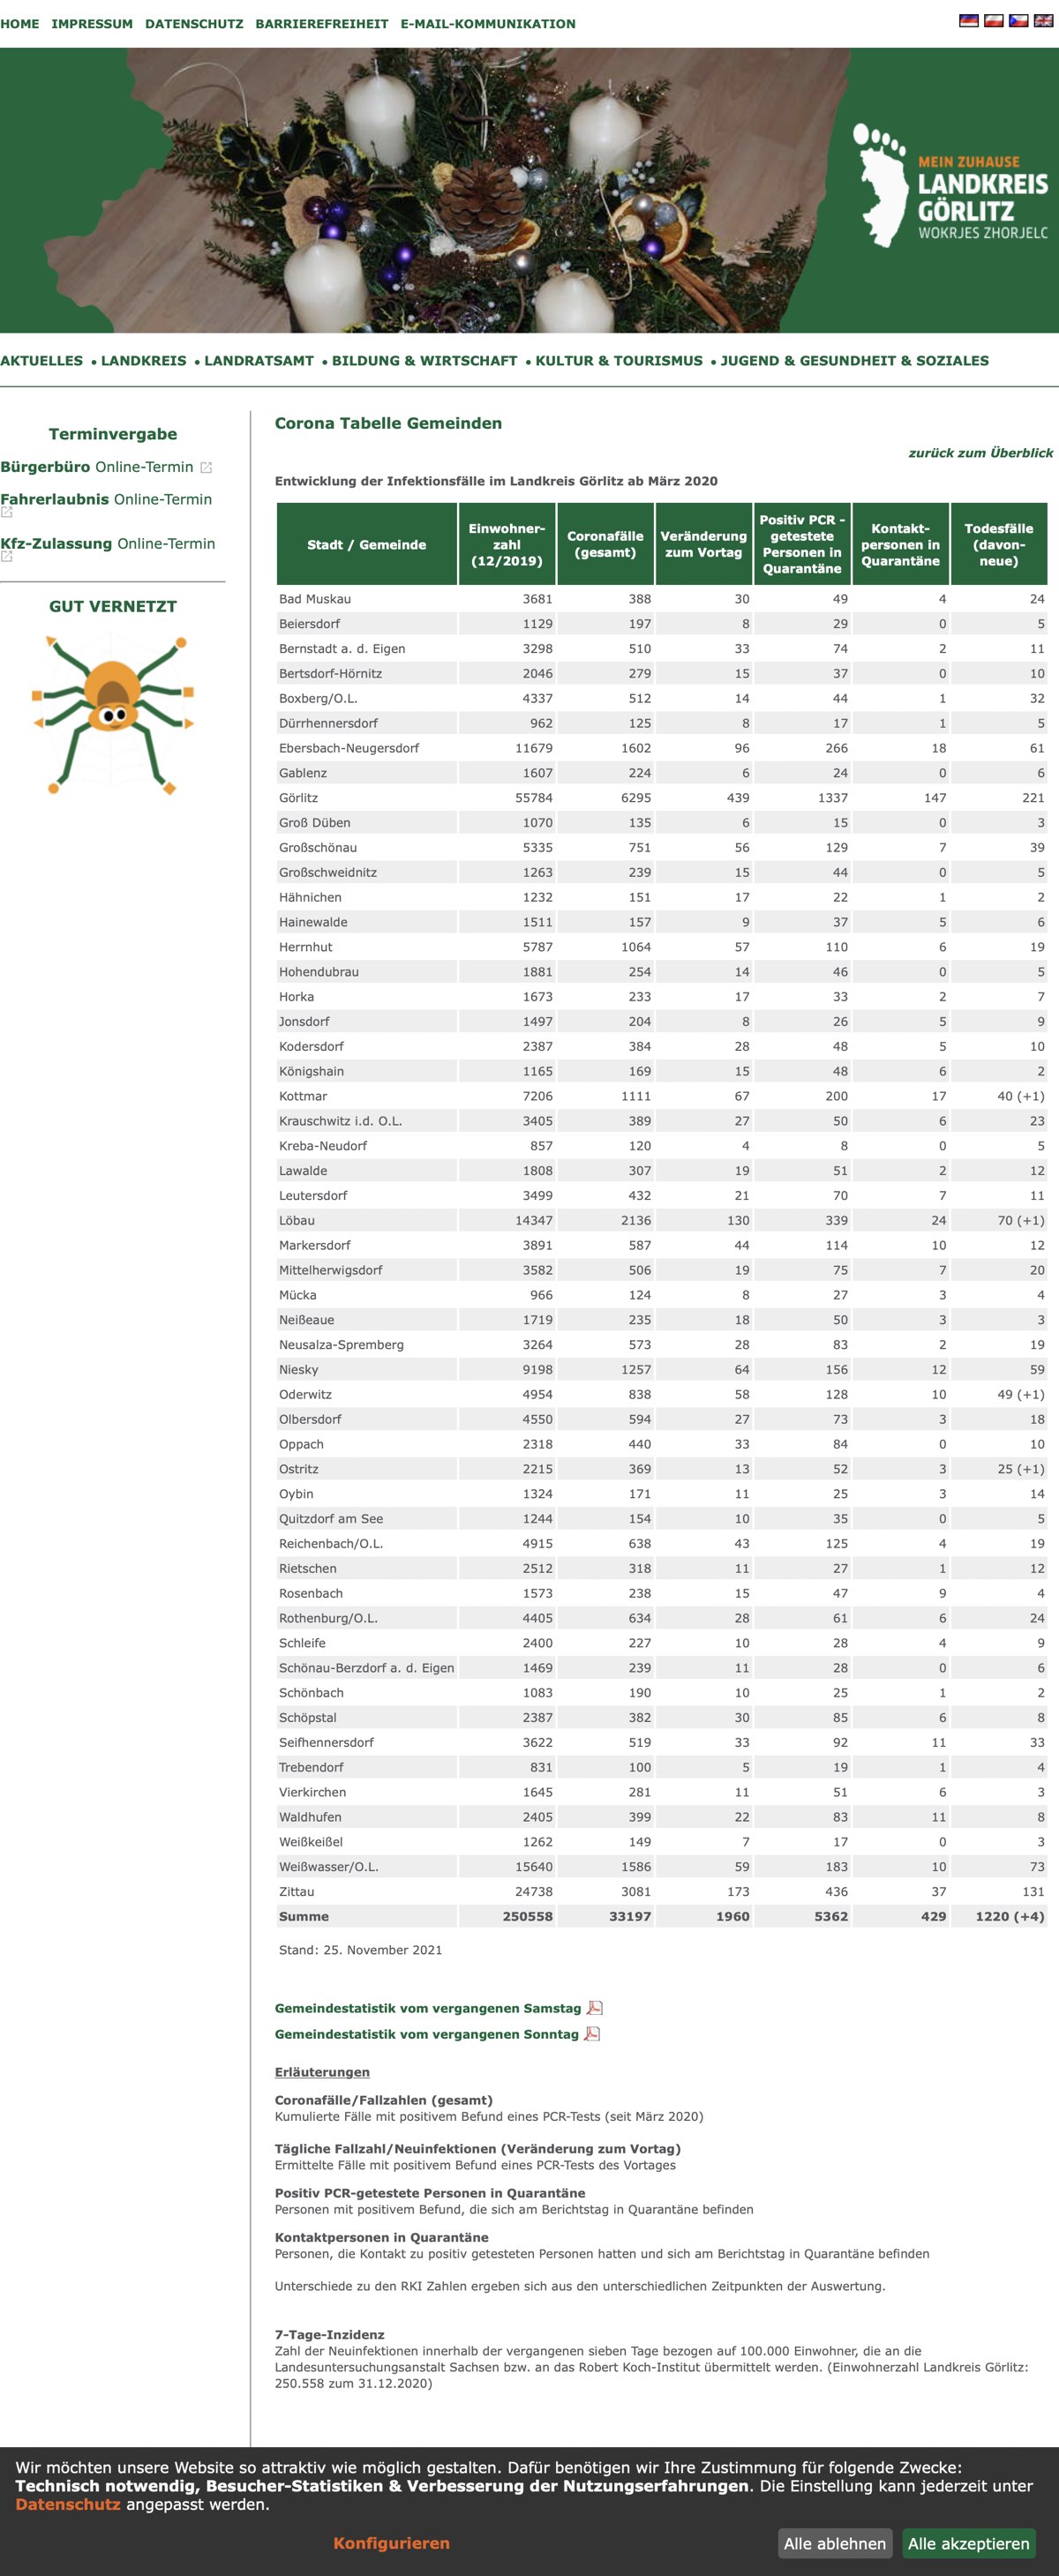 HOME IMPRESSUM DATENSCHUTZ BARRIEREFREIHEIT E-MAIL-KOMMUNIKATION
MEIN ZUHAUSE
LANDKREIS
GÖRLITZ
WOKRJES ZHORJELC
AKTUELLES • LANDKREIS • LANDRATSAMT • BILDUNG & WIRTSCHAFT • KULTUR & TOURISMUS • JUGEND & GESUNDHEIT & SOZIALES
Terminvergabe
Bürgerbüro Online-Termin
Fahrerlaubnis Online-Termin
Kfz-Zulassung Online-Termin
GUT VERNETZT
Corona Tabelle Gemeinden
zurück zum Überblick
Entwicklung der Infektionsfälle im Landkreis Görlitz ab März 2020
Stadt / Gemeinde Einwohner-zahl (12/2019) Coronafälle (gesamt) Veränderung zum Vortag Positiv PCR - getestete Personen in Quarantäne Kontakt-personen in Quarantäne Todesfälle (davon-neue)
Bad Muskau 3681 388 30 49 4 24
Beiersdorf 1129 197 8 29 0 5
Bernstadt a. d. Eigen 3298 510 33 74 2 11
Bertsdorf-Hörnitz 2046 279 15 37 0 10
Boxberg/O.L. 4337 512 14 44 1 32
Dürrhennersdorf 962 125 8 17 1 5
Ebersbach-Neugersdorf 11679 1602 96 266 18 61
Gablenz 1607 224 6 24 0 6
Görlitz 55784 6295 439 1337 147 221
Groß Düben 1070 135 6 15 0 3
Großschönau 5335 751 56 129 7 39
Großschweidnitz 1263 239 15 44 0 5
Hähnichen 1232 151 17 22 1 2
Hainewalde 1511 157 9 37 5 6
Herrnhut 5787 1064 57 110 6 19
Hohendubrau 1881 254 14 46 0 5
Horka 1673 233 17 33 2 7
Jonsdorf 1497 204 8 26 5 9
Kodersdorf 2387 384 28 48 5 10
Königshain 1165 169 15 48 6 2
Kottmar 7206 1111 67 200 17 40 (+1)
Krauschwitz i.d. O.L. 3405 389 27 50 6 23
Kreba-Neudorf 857 120 4 8 0 5
Lawalde 1808 307 19 51 2 12
Leutersdorf 3499 432 21 70 7 11
Löbau 14347 2136 130 339 24 70 (+1)
Markersdorf 3891 587 44 114 10 12
Mittelherwigsdorf 3582 506 19 75 7 20
Mücka 966 124 8 27 3 4
Neißeaue 1719 235 18 50 3 3
Neusalza-Spremberg 3264 573 28 83 2 19
Niesky 9198 1257 64 156 12 59
Oderwitz 4954 838 58 128 10 49 (+1)
Olbersdorf 4550 594 27 73 3 18
Oppach 2318 440 33 84 0 10
Ostritz 2215 369 13 52 3 25 (+1)
Oybin 1324 171 11 25 3 14
Quitzdorf am See 1244 154 10 35 0 5
Reichenbach/O.L. 4915 638 43 125 4 19
Rietschen 2512 318 11 27 1 12
Rosenbach 1573 238 15 47 9 4
Rothenburg/O.L. 4405 634 28 61 6 24
Schleife 2400 227 10 28 4 9
Schönau-Berzdorf a. d. Eigen 1469 239 11 28 0 6
Schönbach 1083 190 10 25 1 2
Schöpstal 2387 382 30 85 6 8
Seifhennersdorf 3622 519 33 92 11 33
Trebendorf 831 100 5 19 1 4
Vierkirchen 1645 281 11 51 6 3
Waldhufen 2405 399 22 83 11 8
Weißkeißel 1262 149 7 17 0 3
Weißwasser/O.L. 15640 1586 59 183 10 73
Zittau 24738 3081 173 436 37 131
Summe 250558 33197 1960 5362 429 1220 (+4)
Stand: 25. November 2021
Gemeindestatistik vom vergangenen Samstag
Gemeindestatistik vom vergangenen Sonntag
Erläuterungen
Coronafälle/Fallzahlen (gesamt)
Kumulierte Fälle mit positivem Befund eines PCR-Tests (seit März 2020)
Tägliche Fallzahl/Neuinfektionen (Veränderung zum Vortag)
Ermittelte Fälle mit positivem Befund eines PCR-Tests des Vortages
Positiv PCR-getestete Personen in Quarantäne
Personen mit positivem Befund, die sich am Berichtstag in Quarantäne befinden
Kontaktpersonen in Quarantäne
Personen, die Kontakt zu positiv getesteten Personen hatten und sich am Berichtstag in Quarantäne befinden
Unterschiede zu den RKI Zahlen ergeben sich aus den unterschiedlichen Zeitpunkten der Auswertung.
7-Tage-Inzidenz
Zahl der Neuinfektionen innerhalb der vergangenen sieben Tage bezogen auf 100.000 Einwohner, die an die
Landesuntersuchungsanstalt Sachsen bzw. an das Robert Koch-Institut übermittelt werden. (Einwohnerzahl Landkreis Görlitz:
250.558 zum 31.12.2020)
Wir möchten unsere Website so attraktiv wie möglich gestalten. Dafür benötigen wir Ihre Zustimmung für folgende Zwecke:
Technisch notwendig, Besucher-Statistiken & Verbesserung der Nutzungserfahrungen. Die Einstellung kann jederzeit unter
Datenschutz angepasst werden.
Konfigurieren Alle ablehnen Alle akzeptieren